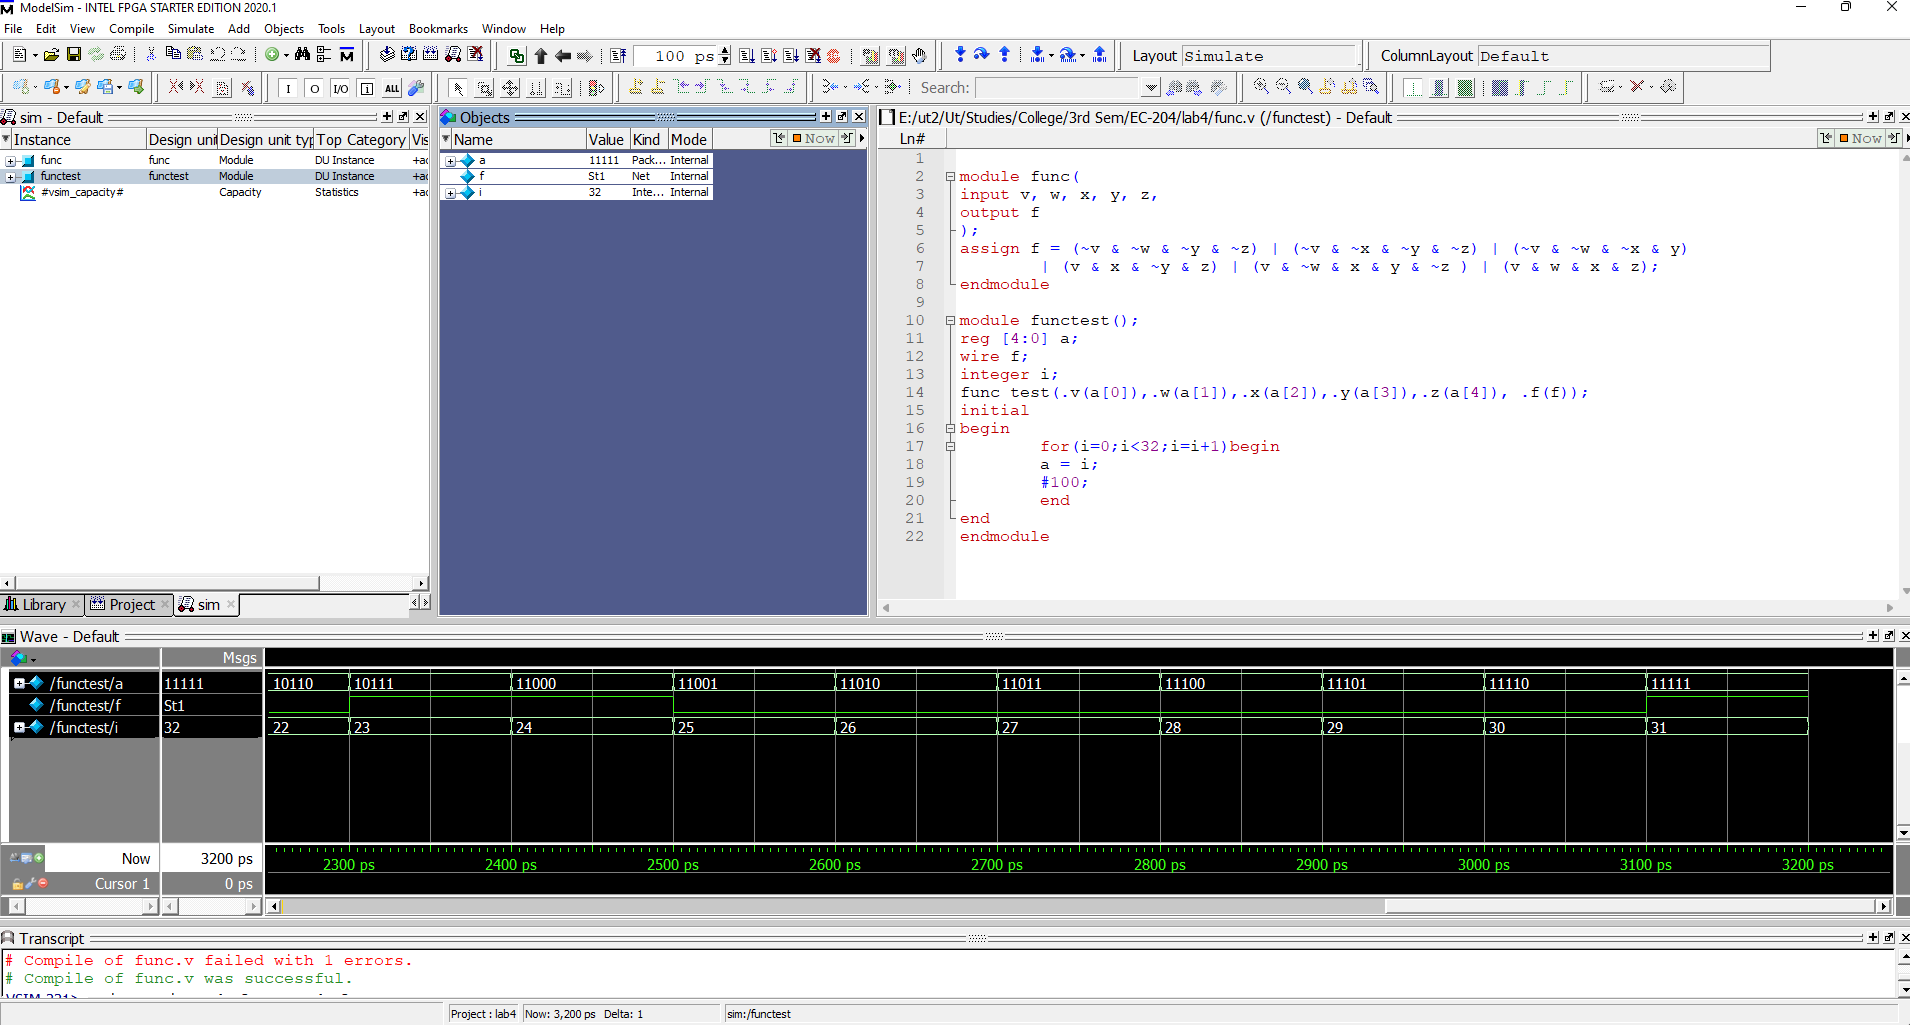 ModelSim - INTEL FPGA STARTER EDITION 2020.1
File Edit View Compile Simulate Add Objects Tools Layout Bookmarks Window Help
100 ps Layout Simulate ColumnLayout Default
I O I/O ALL Search:
sim - Default
Instance Design unit Design unit type Top Category Vis
func func Module DU Instance +ac
functest functest Module DU Instance +ac
#vsim_capacity# Capacity Statistics +ac
Library Project sim
Objects
Name Value Kind Mode Now
a 11111 Pack... Internal
f St1 Net Internal
i 32 Inte... Internal
E:/ut2/Ut/Studies/College/3rd Sem/EC-204/lab4/func.v (/functest) - Default
Ln# Now
1
2 module func(
3 input v, w, x, y, z,
4 output f
5 );
6 assign f = (~v & ~w & ~y & ~z) | (~v & ~x & ~y & ~z) | (~v & ~w & ~x & y)
7 | (v & x & ~y & z) | (v & ~w & x & y & ~z ) | (v & w & x & z);
8 endmodule
9
10 module functest();
11 reg [4:0] a;
12 wire f;
13 integer i;
14 func test(.v(a[0]),.w(a[1]),.x(a[2]),.y(a[3]),.z(a[4]), .f(f));
15 initial
16 begin
17 for(i=0;i<32;i=i+1)begin
18 a = i;
19 #100;
20 end
21 end
22 endmodule
Wave - Default
Msgs
/functest/a 11111 10110 10111 11000 11001 11010 11011 11100 11101 11110 11111
/functest/f St1
/functest/i 32 22 23 24 25 26 27 28 29 30 31
Now 3200 ps 2300 ps 2400 ps 2500 ps 2600 ps 2700 ps 2800 ps 2900 ps 3000 ps 3100 ps 3200 ps
Cursor 1 0 ps
Transcript
# Compile of func.v failed with 1 errors.
# Compile of func.v was successful.
Project : lab4 Now: 3,200 ps Delta: 1 sim:/functest